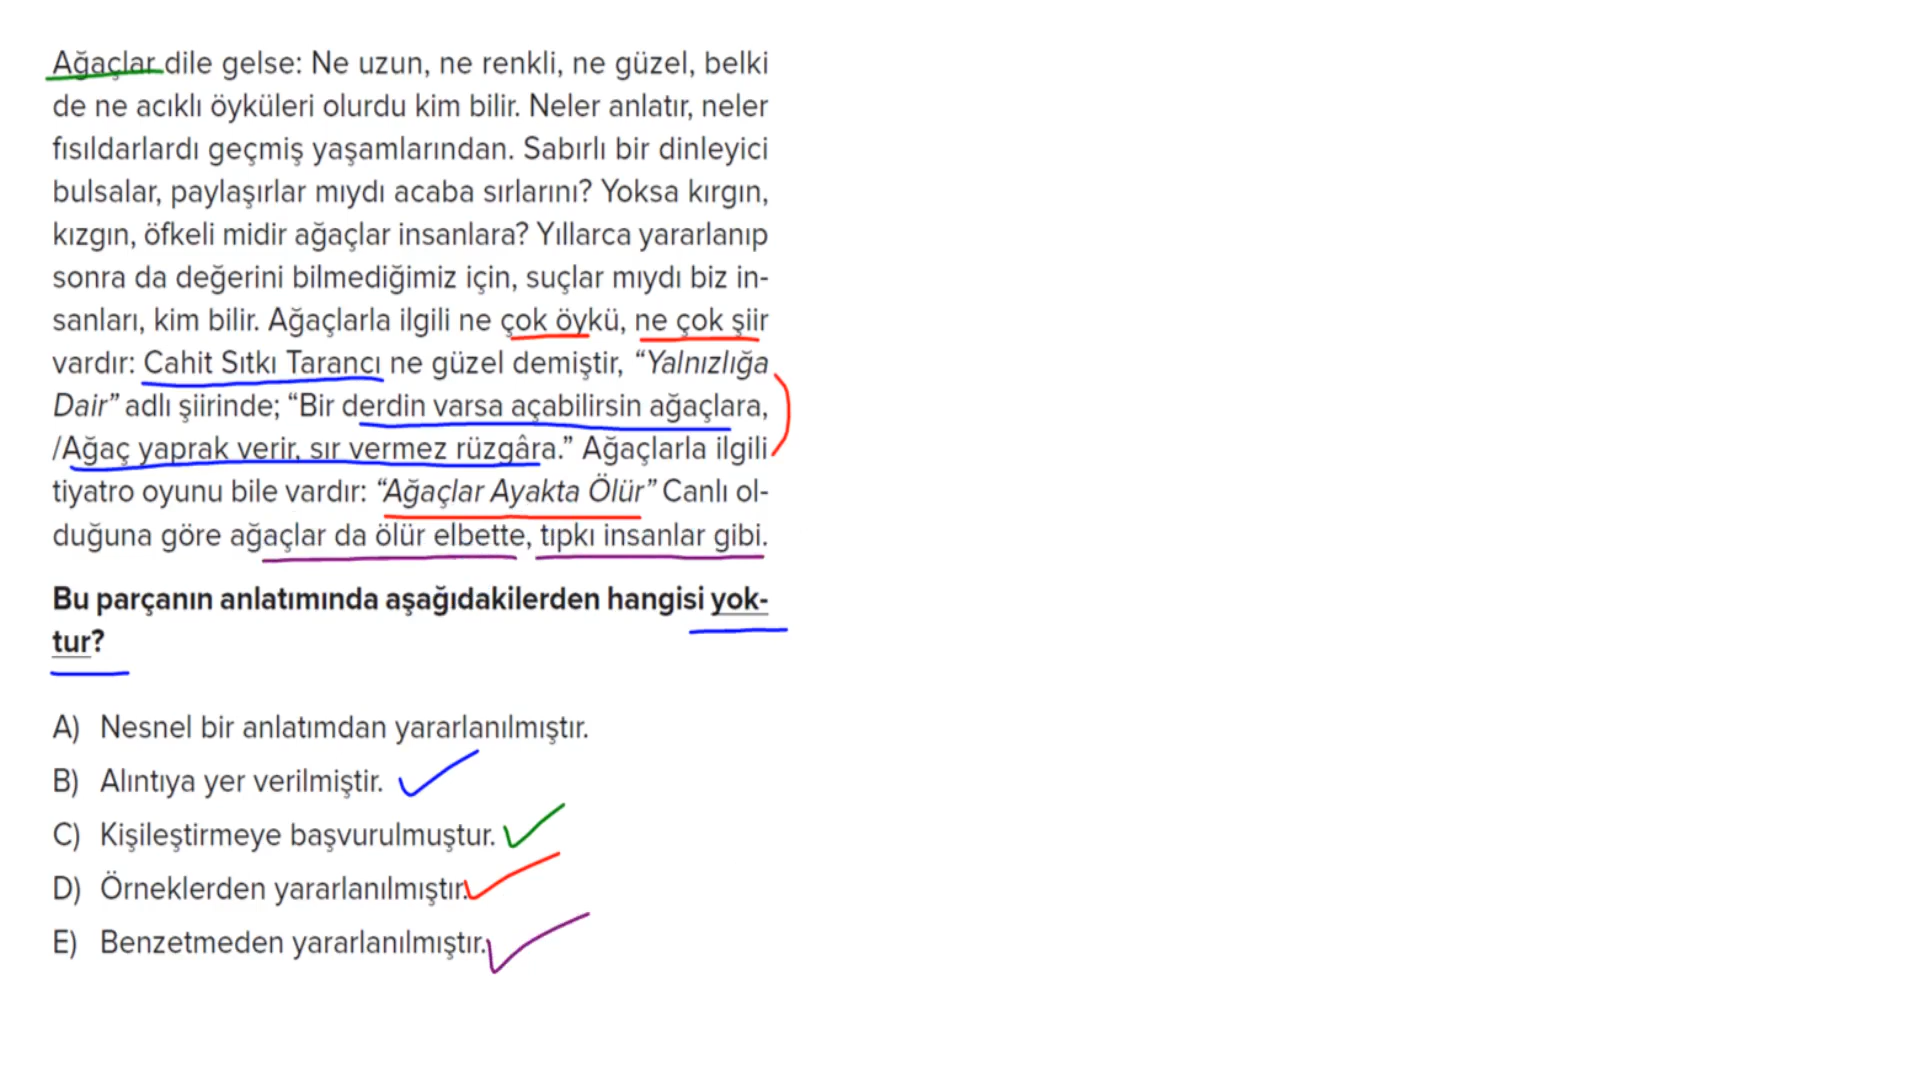 Ağaçlar dile gelse: Ne uzun, ne renkli, ne güzel, belki
de ne acıklı öyküleri olurdu kim bilir. Neler anlatır, neler
fısıldarlardı geçmiş yaşamlarından. Sabırlı bir dinleyici
bulsalar, paylaşırlar mıydı acaba sırlarını? Yoksa kırgın,
kızgın, öfkeli midir ağaçlar insanlara? Yıllarca yararlanıp
sonra da değerini bilmediğimiz için, suçlar mıydı biz in-
sanları, kim bilir. Ağaçlarla ilgili ne çok öykü, ne çok şiir
vardır: Cahit Sıtkı Tarancı ne güzel demiştir, “Yalnızlığa
Dair” adlı şiirinde; “Bir derdin varsa açabilirsin ağaçlara,
/Ağaç yaprak verir, sır vermez rüzgâra.” Ağaçlarla ilgili
tiyatro oyunu bile vardır: “Ağaçlar Ayakta Ölür” Canlı ol-
duğuna göre ağaçlar da ölür elbette, tıpkı insanlar gibi.
Bu parçanın anlatımında aşağıdakilerden hangisi yok-
tur?
A) Nesnel bir anlatımdan yararlanılmıştır.
B) Alıntıya yer verilmiştir.
C) Kişileştirmeye başvurulmuştur.
D) Örneklerden yararlanılmıştır.
E) Benzetmeden yararlanılmıştır.